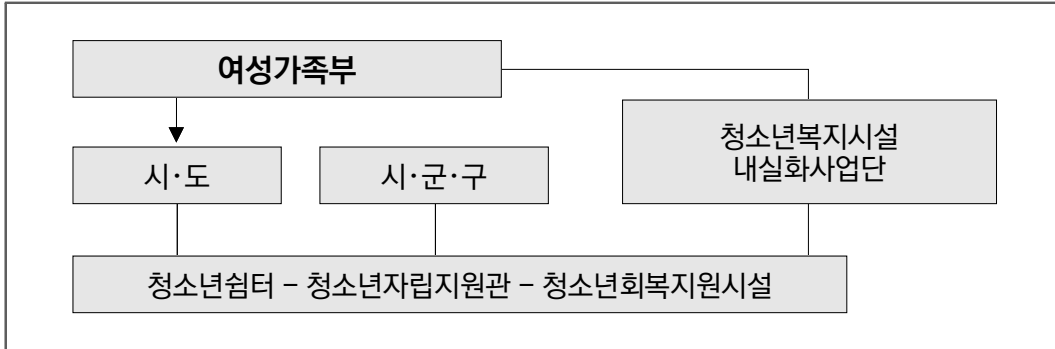 여성가족부
시·도
시·군·구
청소년복지시설
내실화사업단
청소년쉼터 – 청소년자립지원관 – 청소년회복지원시설